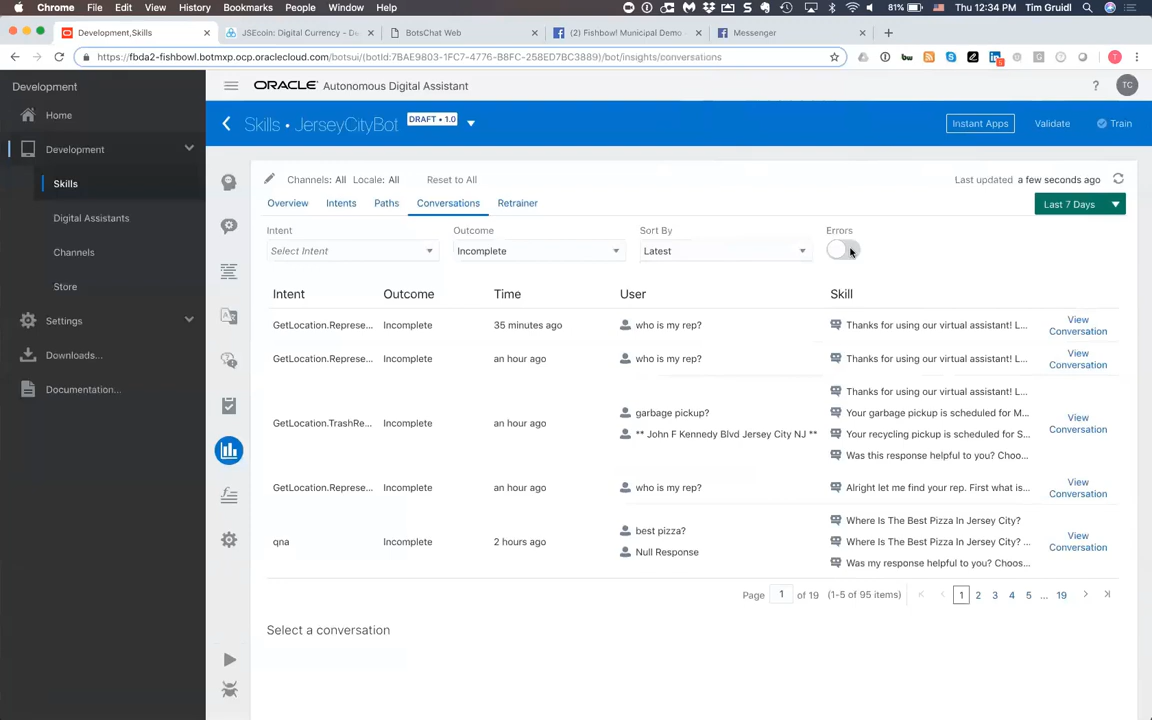 Chrome File Edit View History Bookmarks People Window Help 81% Thu 12:34 PM Tim Gruidl
Development,Skills
JSEcoin: Digital Currency - De
BotsChat Web
(2) Fishbowl Municipal Demo -
Messenger
https://fbda2-fishbowl.botmxp.ocp.oraclecloud.com/botsui/(botId:7BAE9803-1FC7-4776-B8FC-258ED7BC3889)/bot/insights/conversations
Development
ORACLE® Autonomous Digital Assistant
? TC
Home
Skills • JerseyCityBot DRAFT • 1.0
Instant Apps Validate Train
Development
Skills
Digital Assistants
Channels
Store
Settings
Downloads...
Documentation...
Channels: All Locale: All Reset to All
Last updated a few seconds ago
Overview Intents Paths Conversations Retrainer
Last 7 Days
Intent Outcome Sort By Errors
Select Intent Incomplete Latest
Intent Outcome Time User Skill
GetLocation.Represe... Incomplete 35 minutes ago who is my rep? Thanks for using our virtual assistant! L... View Conversation
GetLocation.Represe... Incomplete an hour ago who is my rep? Thanks for using our virtual assistant! L... View Conversation
Thanks for using our virtual assistant! L...
garbage pickup? Your garbage pickup is scheduled for M...
GetLocation.TrashRe... Incomplete an hour ago View Conversation
** John F Kennedy Blvd Jersey City NJ ** Your recycling pickup is scheduled for S...
Was this response helpful to you? Choo...
GetLocation.Represe... Incomplete an hour ago who is my rep? Alright let me find your rep. First what is... View Conversation
Where Is The Best Pizza In Jersey City?
best pizza?
qna Incomplete 2 hours ago Where Is The Best Pizza In Jersey City? ... View Conversation
Null Response
Was my response helpful to you? Choos...
Page 1 of 19 (1-5 of 95 items) 1 2 3 4 5 ... 19
Select a conversation